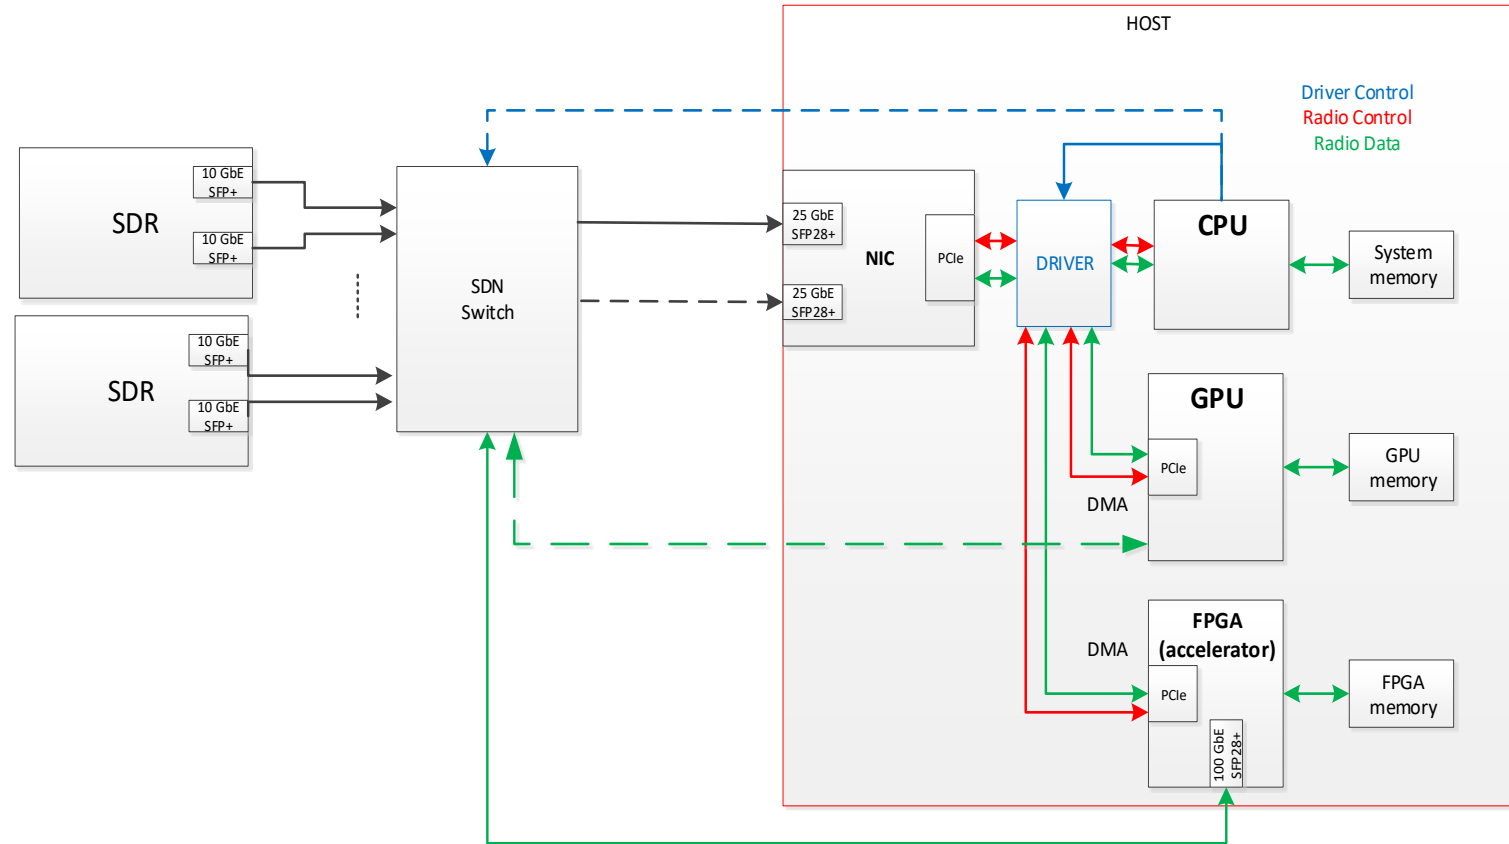 HOST
Driver Control
Radio Control
Radio Data
10 GbE
SFP+
SDR
10 GbE
SFP+
10 GbE
SFP+
SDR
10 GbE
SFP+
SDN
Switch
25 GbE
SFP28+
NIC
PCIe
25 GbE
SFP28+
DRIVER
CPU
System
memory
GPU
PCIe
DMA
GPU
memory
FPGA
(accelerator)
DMA
PCIe
100 GbE
SFP28+
FPGA
memory